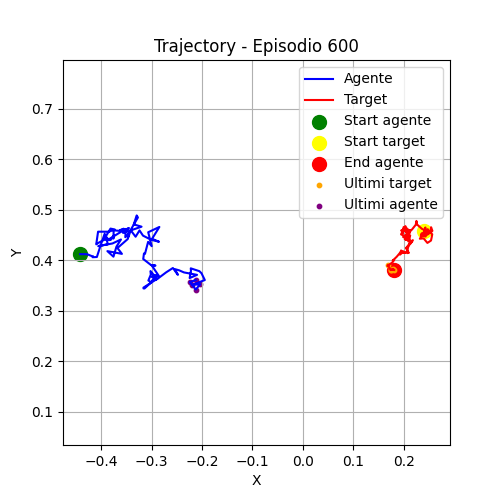 Trajectory - Episodio 600
Agente
Target
Start agente
Start target
End agente
Ultimi target
Ultimi agente
Y
0.7
0.6
0.5
0.4
0.3
0.2
0.1
−0.4 −0.3 −0.2 −0.1 0.0 0.1 0.2
X